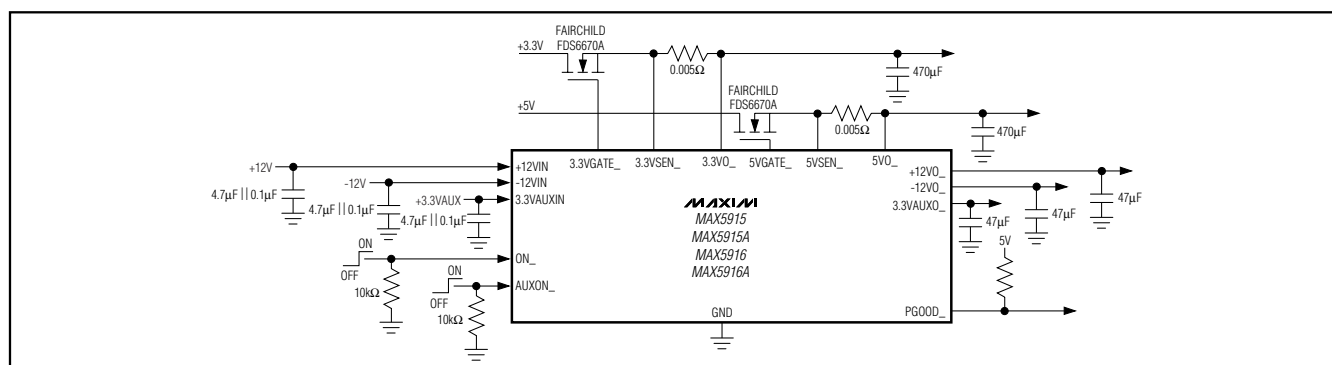 FAIRCHILD
FDS6670A
+3.3V
0.005Ω
470µF
FAIRCHILD
FDS6670A
+5V
0.005Ω
470µF
3.3VGATE_ 3.3VSEN_ 3.3VO_ 5VGATE_ 5VSEN_ 5VO_
+12V
+12VIN
+12VO_
-12V
-12VIN
-12VO_
+3.3VAUX
3.3VAUXIN
3.3VAUXO_
4.7µF||0.1µF
4.7µF||0.1µF
4.7µF||0.1µF
47µF
47µF
47µF
MAXIM
MAX5915
MAX5915A
MAX5916
MAX5916A
5V
ON
OFF
ON_
10kΩ
ON
OFF
AUXON_
10kΩ
GND
PGOOD_